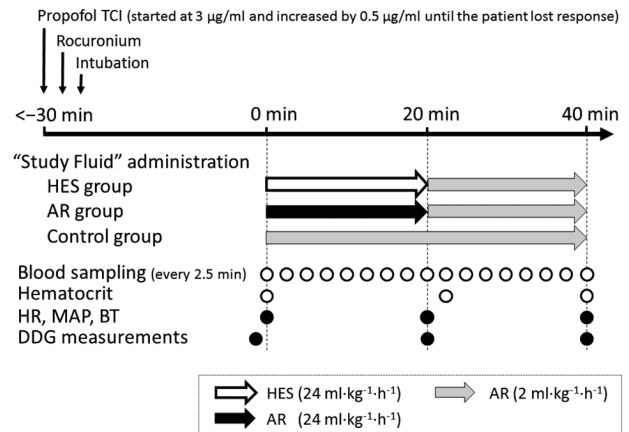 Propofol TCI (started at 3 μg/ml and increased by 0.5 μg/ml until the patient lost response)
Rocuronium
Intubation
<−30 min 0 min 20 min 40 min
“Study Fluid” administration
HES group
AR group
Control group
Blood sampling (every 2.5 min)
Hematocrit
HR, MAP, BT
DDG measurements
HES (24 ml·kg⁻¹·h⁻¹) AR (2 ml·kg⁻¹·h⁻¹)
AR (24 ml·kg⁻¹·h⁻¹)